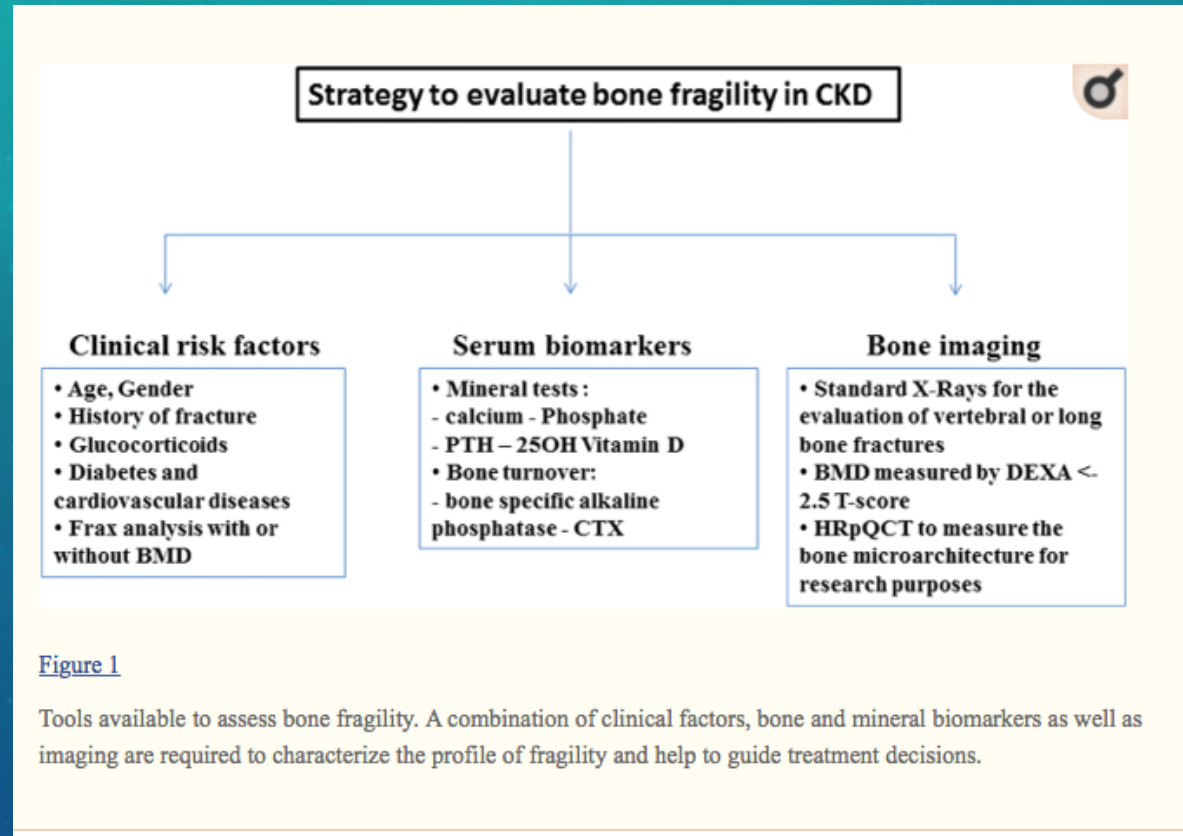 Strategy to evaluate bone fragility in CKD
Clinical risk factors
• Age, Gender
• History of fracture
• Glucocorticoids
• Diabetes and
cardiovascular diseases
• Frax analysis with or
without BMD
Serum biomarkers
• Mineral tests :
- calcium - Phosphate
- PTH – 25OH Vitamin D
• Bone turnover:
- bone specific alkaline
phosphatase - CTX
Bone imaging
• Standard X-Rays for the
evaluation of vertebral or long
bone fractures
• BMD measured by DEXA <-
2.5 T-score
• HRpQCT to measure the
bone microarchitecture for
research purposes
Figure 1
Tools available to assess bone fragility. A combination of clinical factors, bone and mineral biomarkers as well as
imaging are required to characterize the profile of fragility and help to guide treatment decisions.